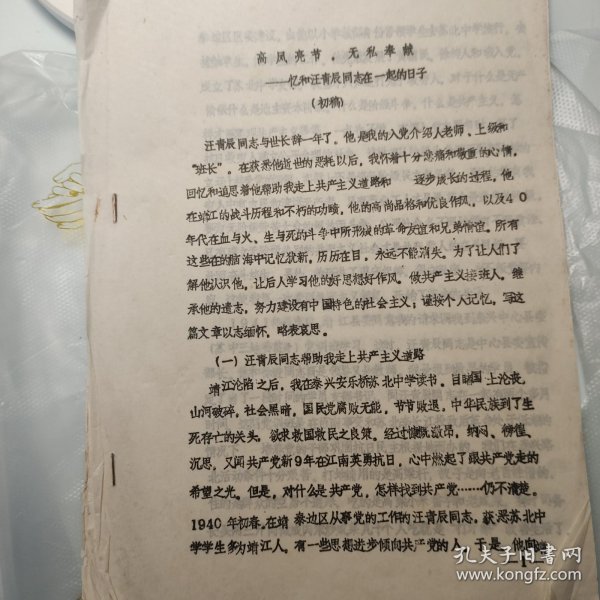 高风亮节，无私奉献
——忆和汪青辰同志在一起的日子
（初稿）
汪青辰同志与世长辞一年了。他是我的入党介绍人老师、上级和
“班长”。在获悉他逝世的恶耗以后，我怀着十分悲痛和敬重的心情，
回忆和追思着他帮助我走上共产主义道路和 逐步成长的过程，他
在靖江的战斗历程和不朽的功绩，他的高尚品格和优良作风，以及40
年代在血与火、生与死的斗争中所形成的革命友谊和兄弟情谊。所有
这些在的脑海中记忆犹新，历历在目，永远不能消失。为了让人们了
解他认识他，让后人学习他的好思想好作风，做共产主义接班人，继
承他的遗志，努力建设有中国特色的社会主义，谨按个人记忆，写这
篇文章以志缅怀，略表哀思。
（一）汪青辰同志帮助我走上共产主义道路
靖江沦陷之后，我在泰兴安乐桥苏北中学读书。目睹国土沦丧，
山河破碎，社会黑暗，国民党腐败无能，节节败退，中华民族到了生
死存亡的关头，欲求救国救民之良策。经过慷慨激昂，纳闷、徘徊、
沉思，又闻共产党新9年在江南英勇抗日，心中燃起了跟共产党走的
希望之光。但是，对什么是共产党，怎样找到共产党……仍不清楚。
1940年初春。在靖泰边区从事党的工作的汪青辰同志。获悉苏北中
学学生多为靖江人，有一些思想进步倾向共产党的人，于是，他向
—1—
孔夫子旧书网
www.kongfz.com